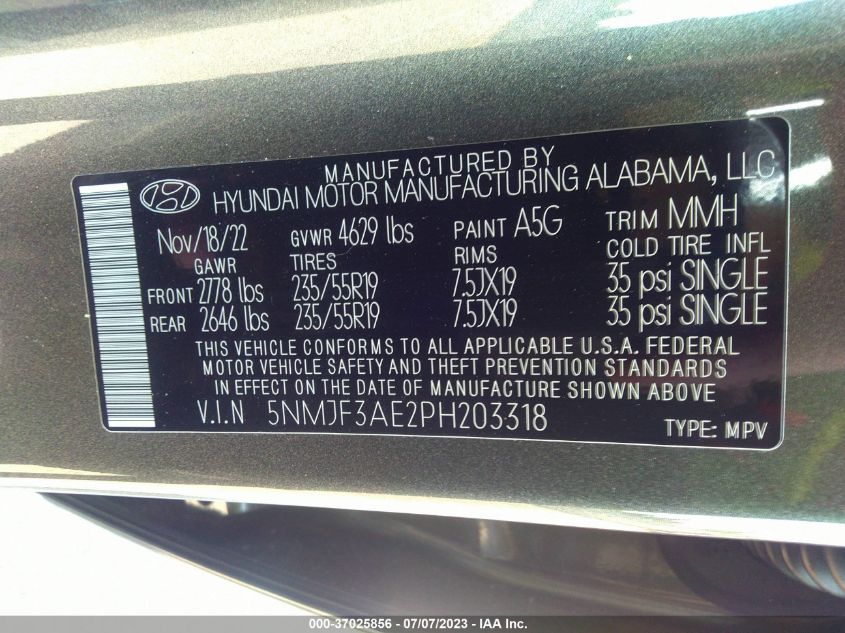 MANUFACTURED BY
HYUNDAI MOTOR MANUFACTURING ALABAMA, LLC
Nov/18/22 GVWR 4629 lbs PAINT A5G TRIM MMH
GAWR TIRES RIMS COLD TIRE INFL
FRONT 2778 lbs 235/55R19 7.5JX19 35 psi SINGLE
REAR 2646 lbs 235/55R19 7.5JX19 35 psi SINGLE
THIS VEHICLE CONFORMS TO ALL APPLICABLE U.S.A. FEDERAL
MOTOR VEHICLE SAFETY AND THEFT PREVENTION STANDARDS
IN EFFECT ON THE DATE OF MANUFACTURE SHOWN ABOVE
V.I.N 5NMJF3AE2PH203318 TYPE: MPV
000-37025856 - 07/07/2023 - IAA Inc.